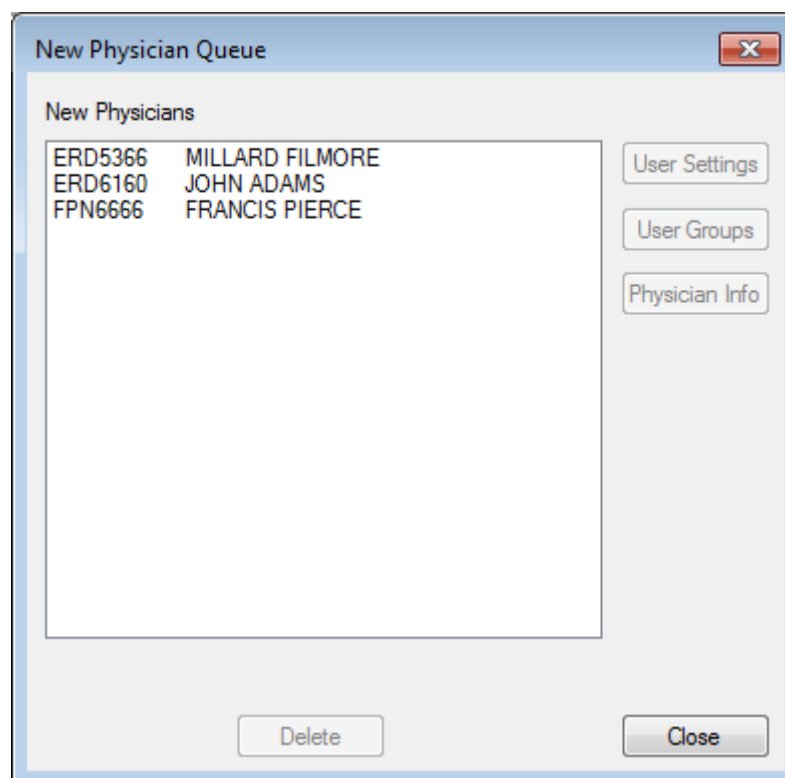 New Physician Queue
New Physicians
ERD5366 MILLARD FILMORE
ERD6160 JOHN ADAMS
FPN6666 FRANCIS PIERCE
User Settings
User Groups
Physician Info
Delete
Close